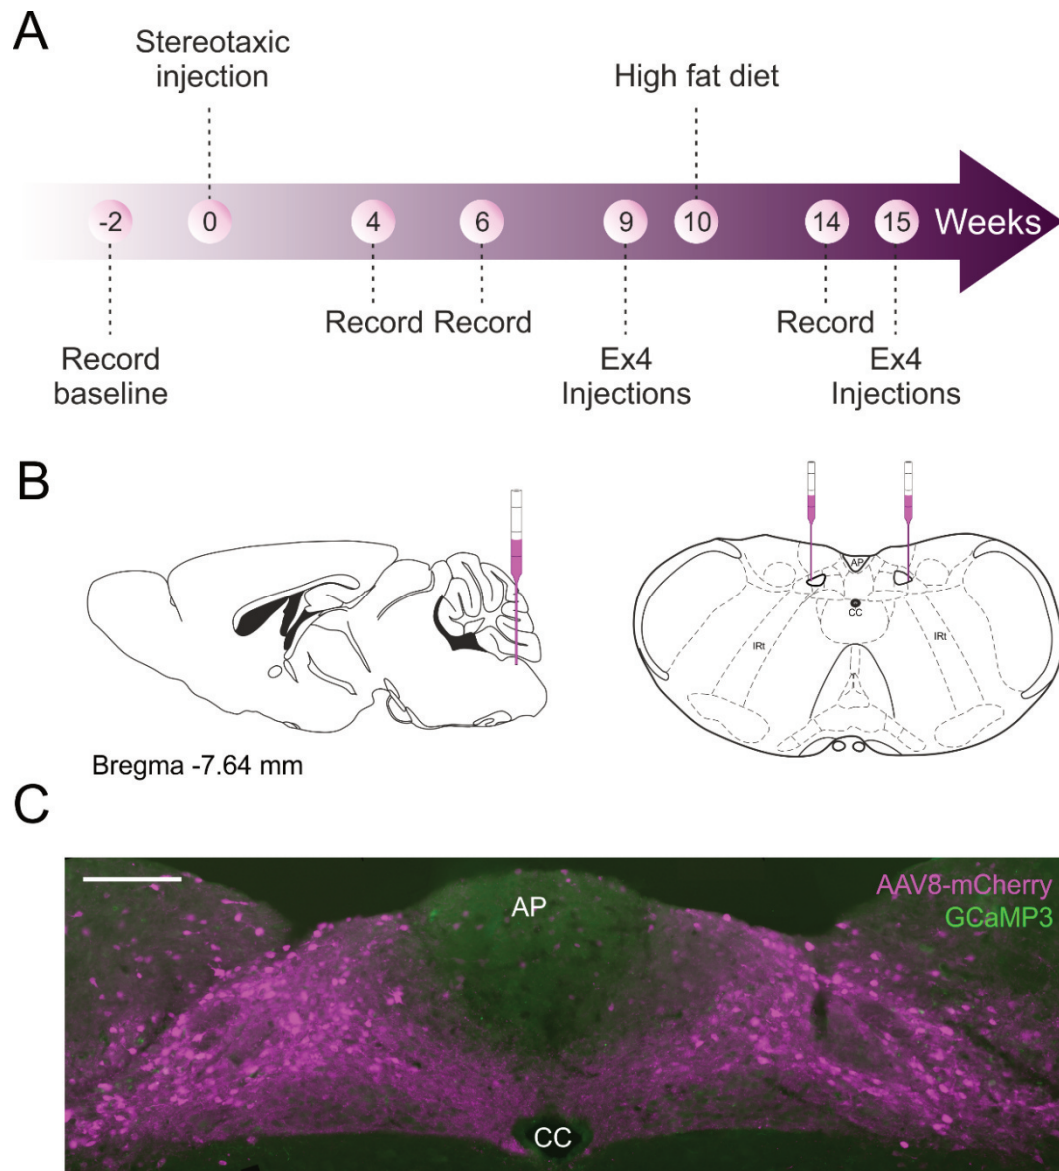 A
Stereotaxic
injection
High fat diet
-2
0
4
6
9
10
14
15
Weeks
Record
baseline
Record
Record
Ex4
Injections
Record
Ex4
Injections
B
AP
CC
IRt
IRt
Bregma -7.64 mm
C
AP
AAV8-mCherry
GCaMP3
CC